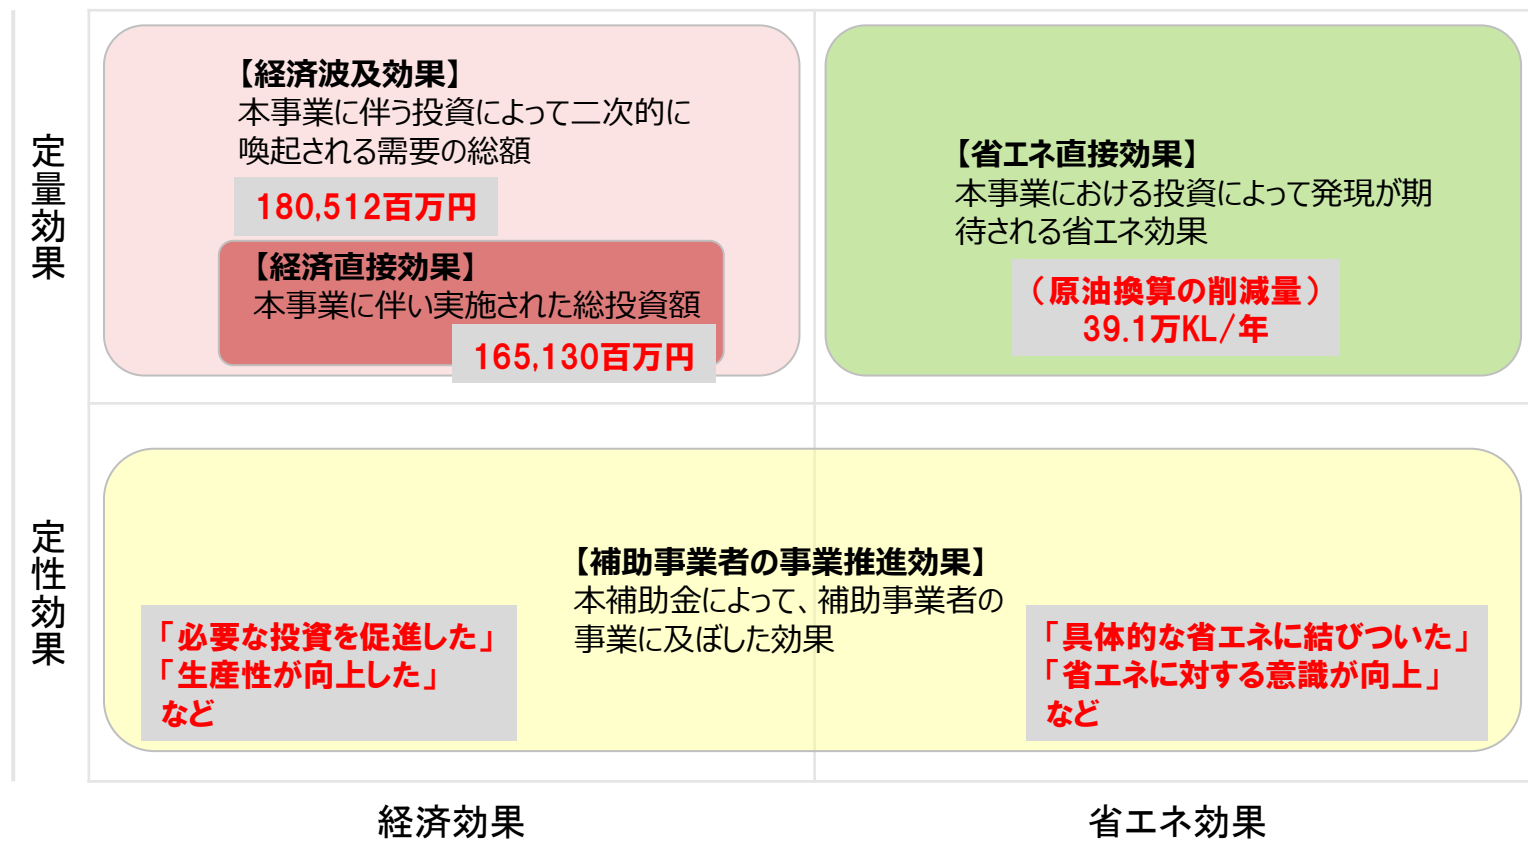 定量効果
【経済波及効果】
本事業に伴う投資によって二次的に
喚起される需要の総額
180,512百万円
【経済直接効果】
本事業に伴い実施された総投資額
165,130百万円
【省エネ直接効果】
本事業における投資によって発現が期
待される省エネ効果
（原油換算の削減量）
39.1万KL/年
定性効果
【補助事業者の事業推進効果】
本補助金によって、補助事業者の
事業に及ぼした効果
「必要な投資を促進した」
「生産性が向上した」
など
「具体的な省エネに結びついた」
「省エネに対する意識が向上」
など
経済効果
省エネ効果